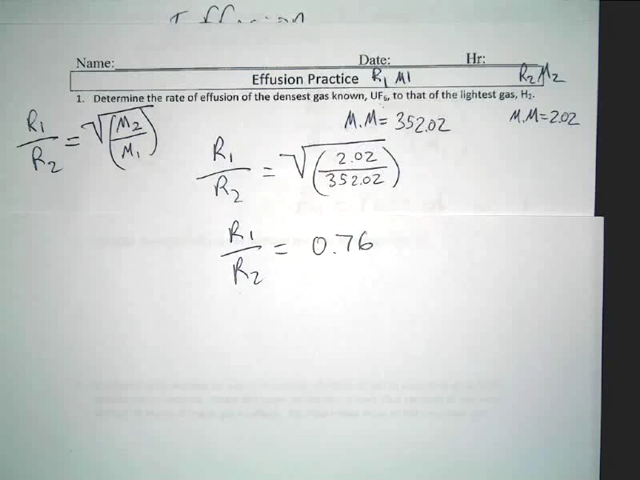 Effusion
Name: Date: Hr:
Effusion Practice R1 M1 R2 M2
1. Determine the rate of effusion of the densest gas known, UF6, to that of the lightest gas, H2.
M.M = 352.02 M.M = 2.02
R1/R2 = √(M2/M1)
R1/R2 = √(2.02/352.02)
R1/R2 = 0.76